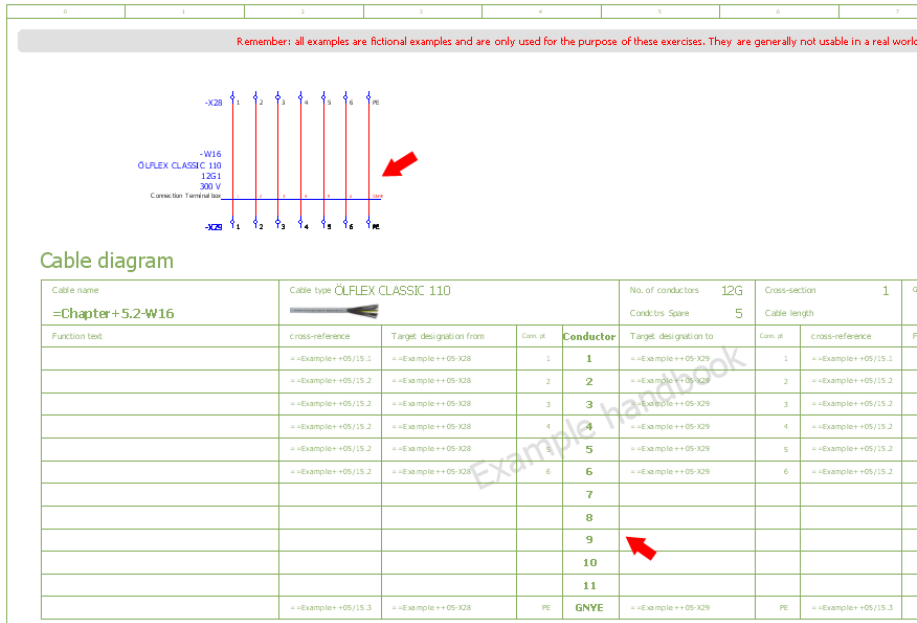 0 1 2 3 4 5 6 7
Remember: all examples are fictional examples and are only used for the purpose of these exercises. They are generally not usable in a real world
-X28 1 2 3 4 5 6 PE
-W16
ÖLFLEX CLASSIC 110
12G1
300 V
Connection Terminal box 1 2 3 4 5 6 GNYE
-X29 1 2 3 4 5 6 PE
Cable diagram
Cable name Cable type ÖLFLEX CLASSIC 110 No. of conductors 12G Cross-section 1
=Chapter+5.2-W16 Condctrs Spare 5 Cable length
Function text cross-reference Target designation from Conn. pt Conductor Target designation to Conn. pt cross-reference F
==Example++05/15.1 ==Example++05-X28 1 1 ==Example++05-X29 1 ==Example++05/15.1
==Example++05/15.2 ==Example++05-X28 2 2 ==Example++05-X29 2 ==Example++05/15.2
==Example++05/15.2 ==Example++05-X28 3 3 ==Example++05-X29 3 ==Example++05/15.2
==Example++05/15.2 ==Example++05-X28 4 4 ==Example++05-X29 4 ==Example++05/15.2
==Example++05/15.2 ==Example++05-X28 5 5 ==Example++05-X29 5 ==Example++05/15.2
==Example++05/15.2 ==Example++05-X28 6 6 ==Example++05-X29 6 ==Example++05/15.2
7
8
9
10
11
==Example++05/15.3 ==Example++05-X28 PE GNYE ==Example++05-X29 PE ==Example++05/15.3
Example handbook